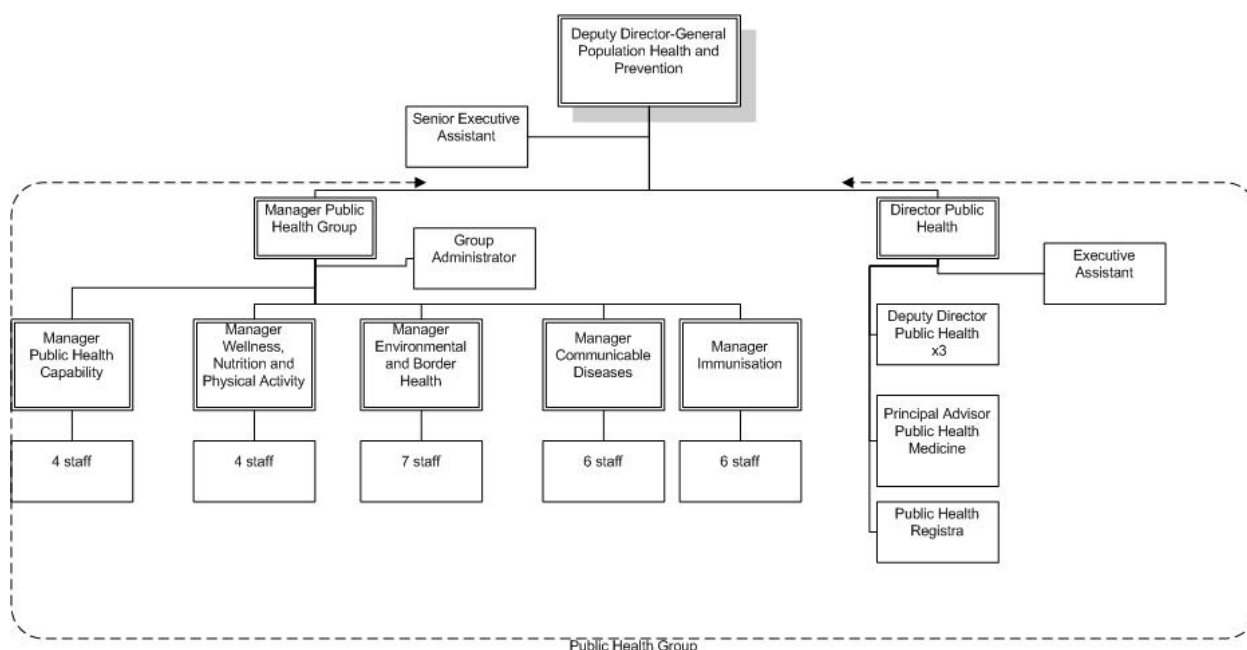 Deputy Director-General
Population Health and
Prevention
Senior Executive
Assistant
Manager Public
Health Group
Director Public
Health
Group
Administrator
Executive
Assistant
Manager
Public Health
Capability
Manager
Wellness,
Nutrition and
Physical Activity
Manager
Environmental
and Border
Health
Manager
Communicable
Diseases
Manager
Immunisation
Deputy Director
Public Health
x3
Principal Advisor
Public Health
Medicine
4 staff
4 staff
7 staff
6 staff
6 staff
Public Health
Registra
Public Health Group